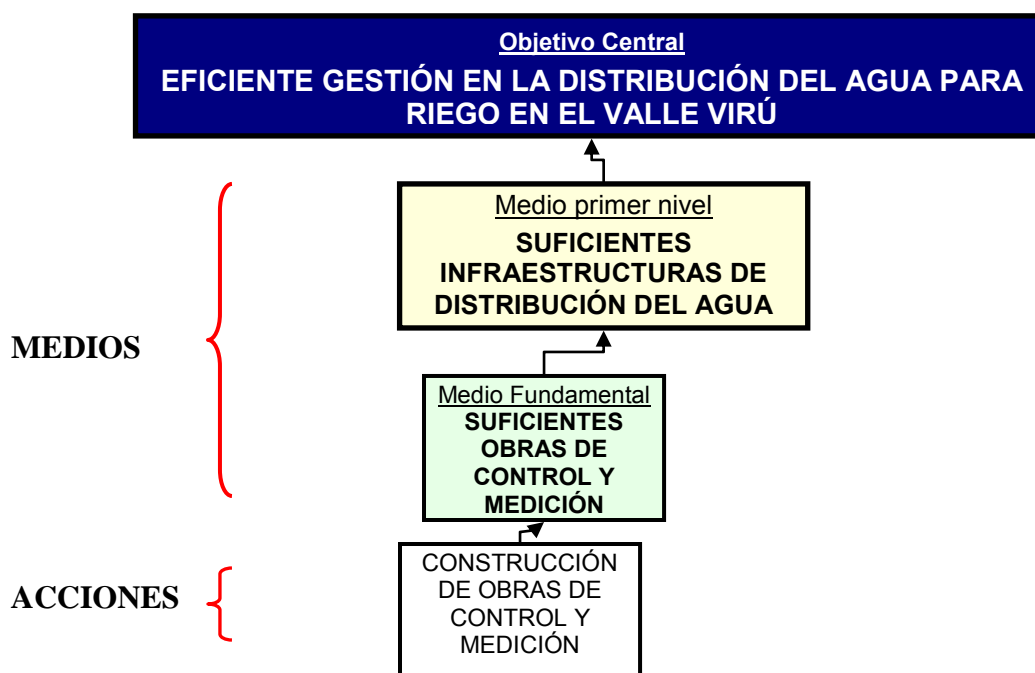 Objetivo Central
EFICIENTE GESTIÓN EN LA DISTRIBUCIÓN DEL AGUA PARA
RIEGO EN EL VALLE VIRÚ
Medio primer nivel
SUFICIENTES
INFRAESTRUCTURAS DE
DISTRIBUCIÓN DEL AGUA
MEDIOS
Medio Fundamental
SUFICIENTES
OBRAS DE
CONTROL Y
MEDICIÓN
ACCIONES
CONSTRUCCIÓN
DE OBRAS DE
CONTROL Y
MEDICIÓN